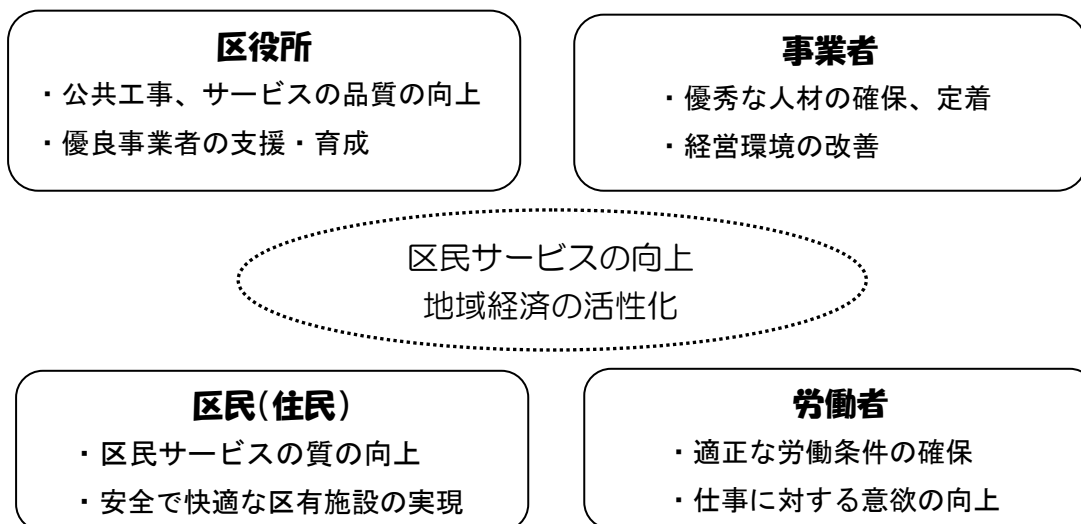 区役所
・公共工事、サービスの品質の向上
・優良事業者の支援・育成
事業者
・優秀な人材の確保、定着
・経営環境の改善
区民サービスの向上
地域経済の活性化
区民(住民)
・区民サービスの質の向上
・安全で快適な区有施設の実現
労働者
・適正な労働条件の確保
・仕事に対する意欲の向上